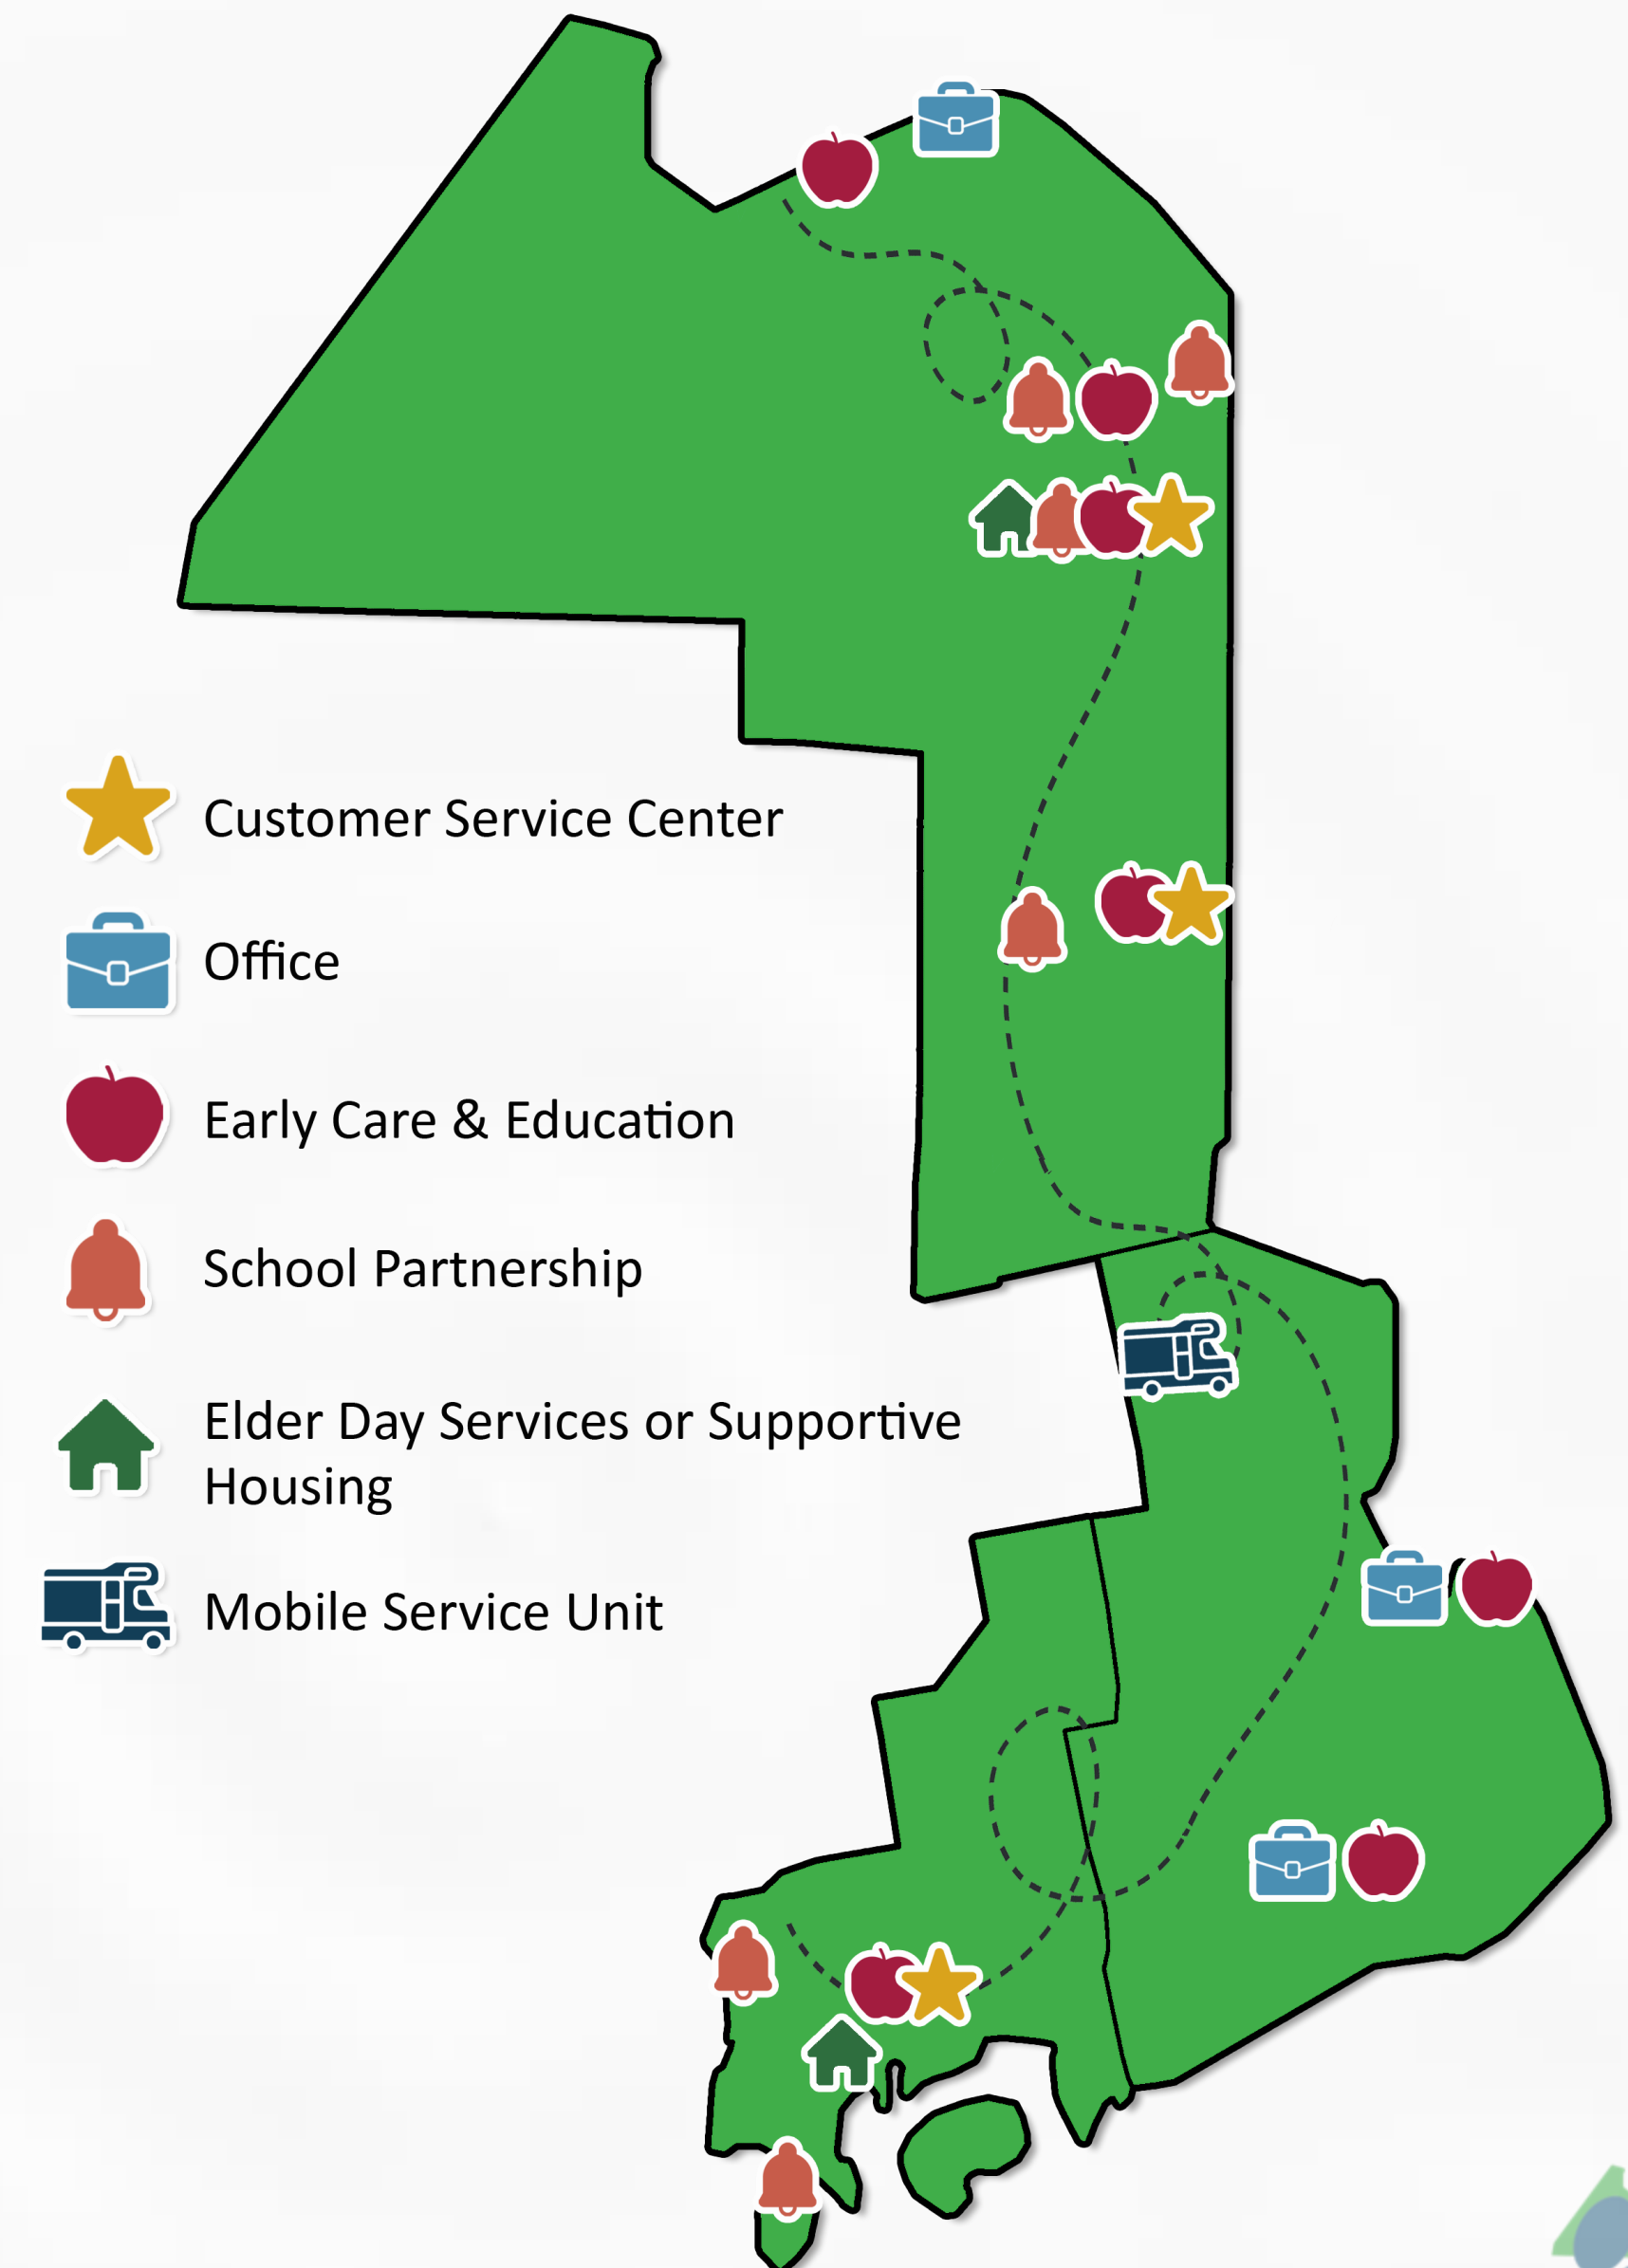 Customer Service Center
Office
Early Care & Education
School Partnership
Elder Day Services or Supportive
Housing
Mobile Service Unit